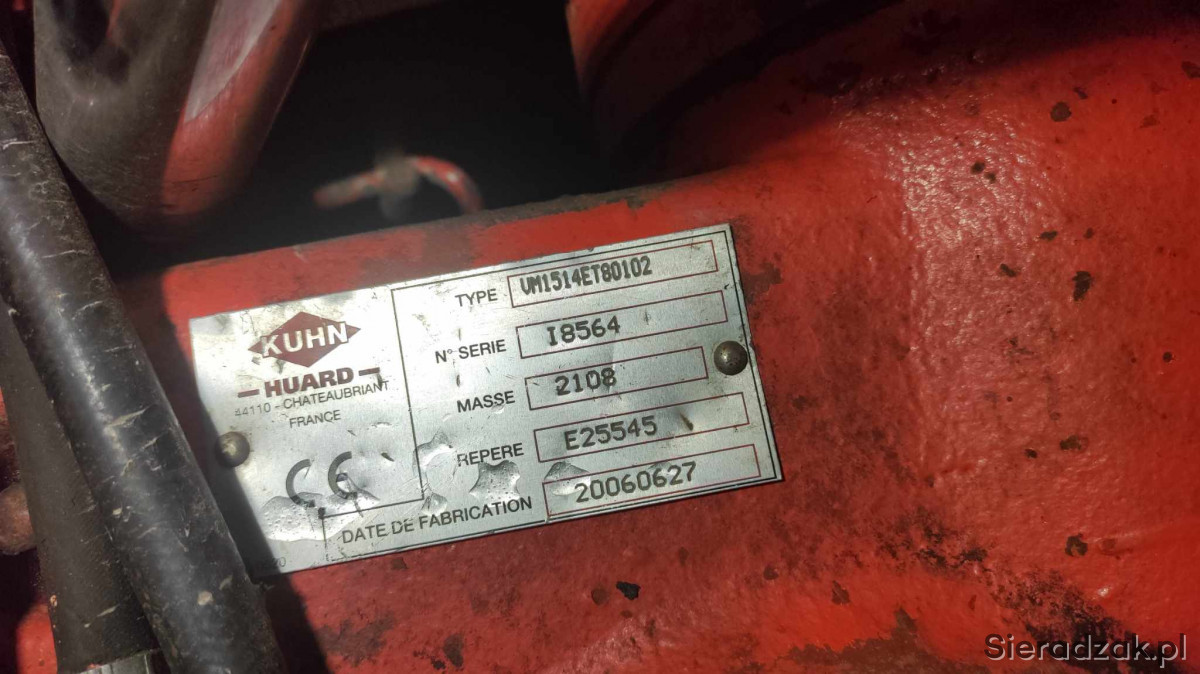 KUHN
HUARD
44110 - CHATEAUBRIANT
FRANCE
CE
TYPE VM1514ET80102
N° SERIE I8564
MASSE 2108
REPERE E25545
DATE DE FABRICATION 20060627
Sieradzak.pl